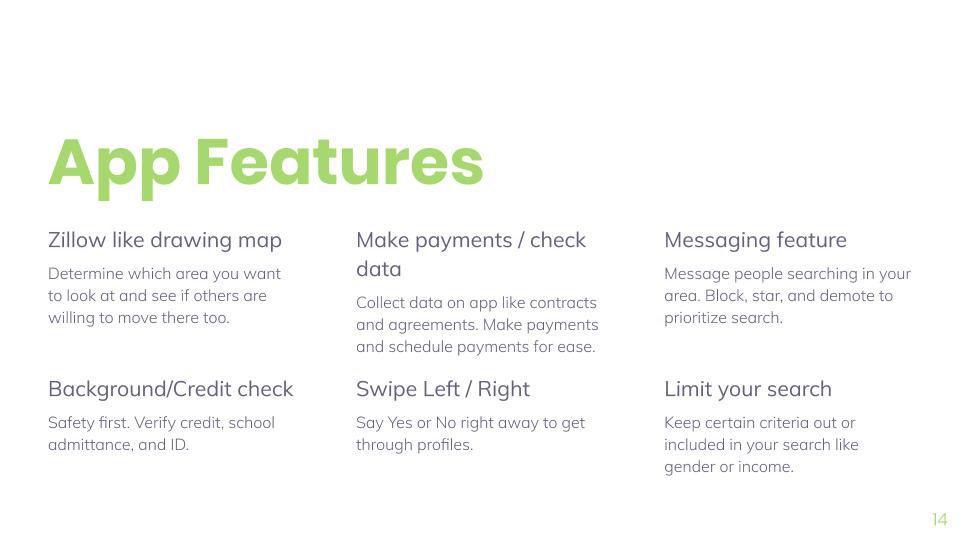 App Features
Zillow like drawing map
Determine which area you want
to look at and see if others are
willing to move there too.
Make payments / check
data
Collect data on app like contracts
and agreements. Make payments
and schedule payments for ease.
Messaging feature
Message people searching in your
area. Block, star, and demote to
prioritize search.
Background/Credit check
Safety first. Verify credit, school
admittance, and ID.
Swipe Left / Right
Say Yes or No right away to get
through profiles.
Limit your search
Keep certain criteria out or
included in your search like
gender or income.
14